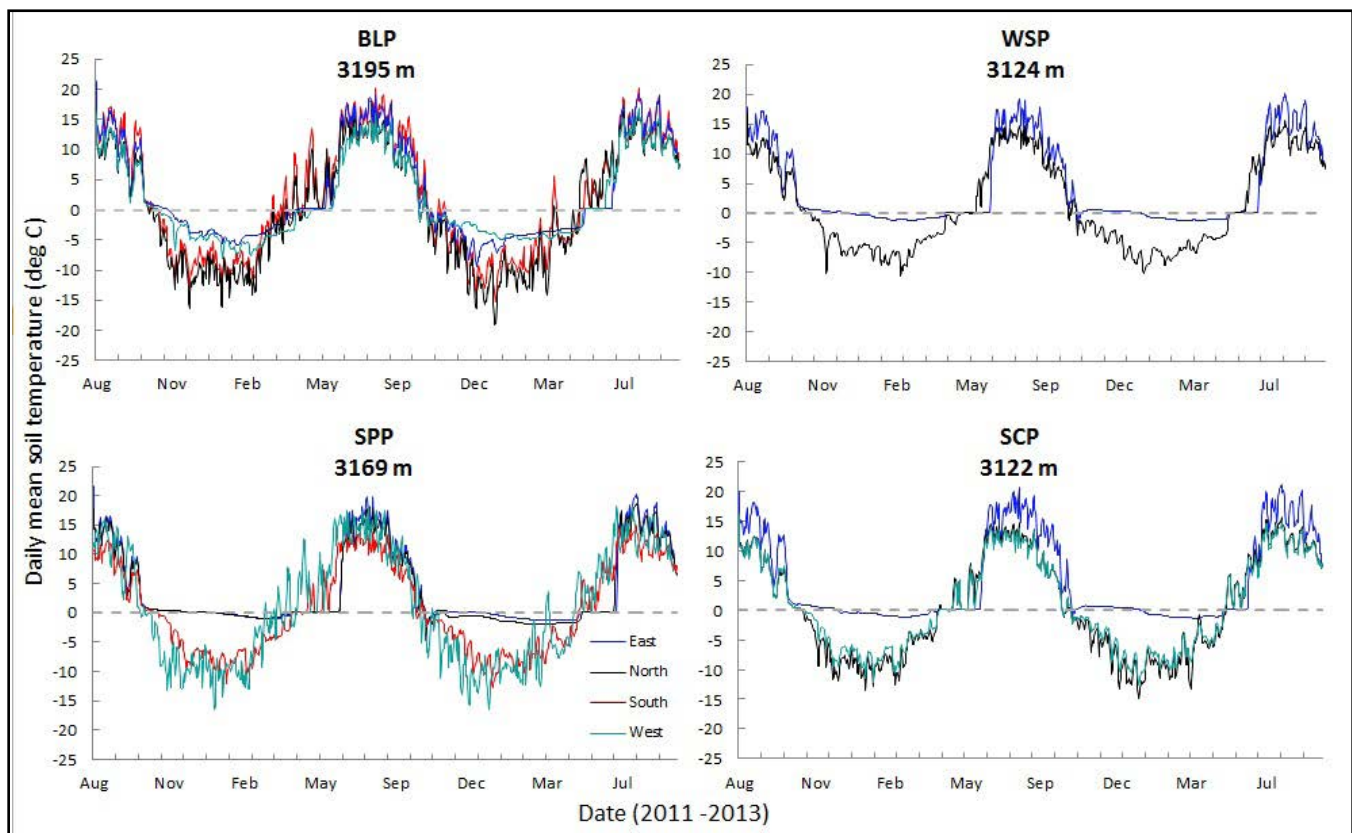 BLP
3195 m
25
20
15
10
5
0
-5
-10
-15
-20
-25
Aug Nov Feb May Sep Dec Mar Jul
WSP
3124 m
25
20
15
10
5
0
-5
-10
-15
-20
-25
Aug Nov Feb May Sep Dec Mar Jul
SPP
3169 m
25
20
15
10
5
0
-5
-10
-15
-20
-25
East
North
South
West
Aug Nov Feb May Sep Dec Mar Jul
SCP
3122 m
25
20
15
10
5
0
-5
-10
-15
-20
-25
Aug Nov Feb May Sep Dec Mar Jul
Daily mean soil temperature (deg C)
Date (2011 -2013)